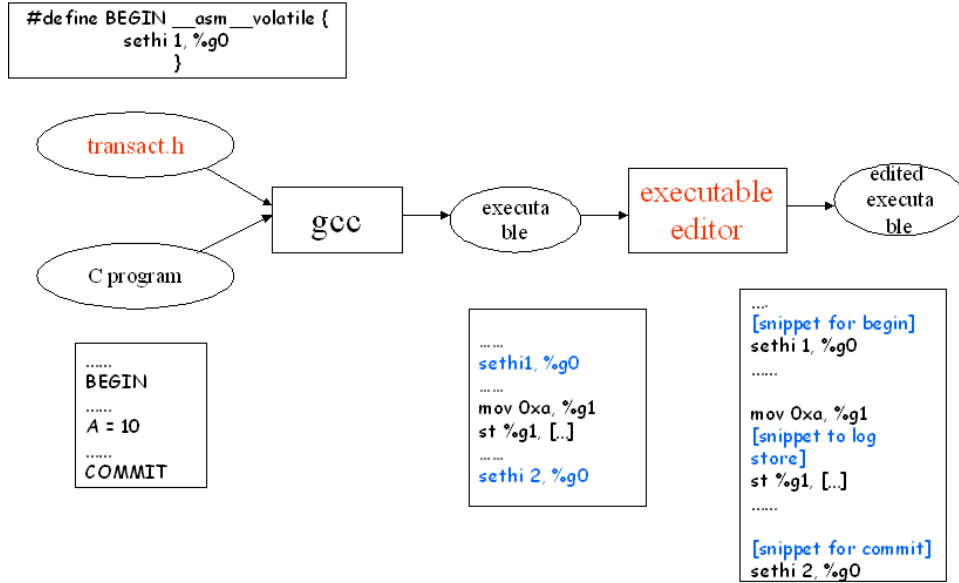 #define BEGIN __asm__volatile {
sethi 1, %g0
}
transact.h
C program
gcc
executa
ble
executable
editor
edited
executa
ble
......
BEGIN
......
A = 10
......
COMMIT
......
sethi1, %g0
......
mov 0xa, %g1
st %g1, [...]
......
sethi 2, %g0
....
[snippet for begin]
sethi 1, %g0
......
mov 0xa, %g1
[snippet to log
store]
st %g1, [...]
......
[snippet for commit]
sethi 2, %g0